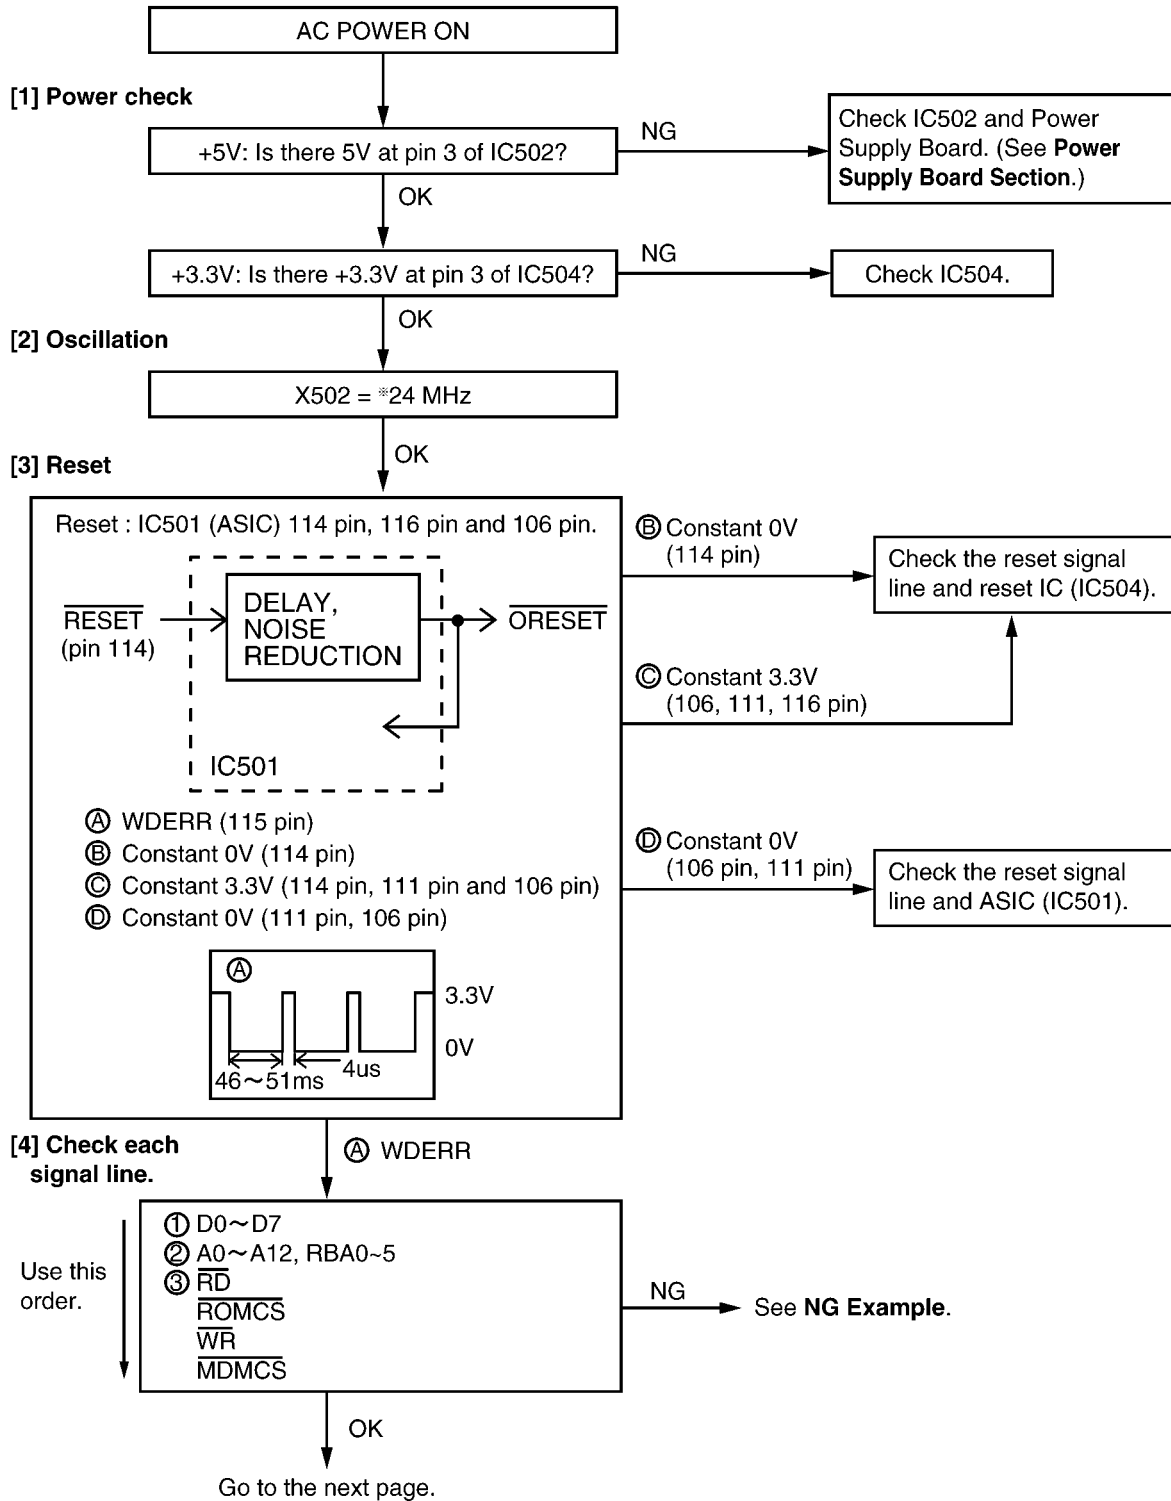 AC POWER ON
[1] Power check
+5V: Is there 5V at pin 3 of IC502?
NG
Check IC502 and Power
Supply Board. (See Power
Supply Board Section.)
OK
+3.3V: Is there +3.3V at pin 3 of IC504?
NG
Check IC504.
OK
[2] Oscillation
X502 = ※24 MHz
OK
[3] Reset
Reset : IC501 (ASIC) 114 pin, 116 pin and 106 pin.
R̅E̅S̅E̅T̅
(pin 114)
DELAY,
NOISE
REDUCTION
O̅R̅E̅S̅E̅T̅
IC501
Ⓑ Constant 0V
(114 pin)
Check the reset signal
line and reset IC (IC504).
Ⓒ Constant 3.3V
(106, 111, 116 pin)
Ⓐ WDERR (115 pin)
Ⓑ Constant 0V (114 pin)
Ⓒ Constant 3.3V (114 pin, 111 pin and 106 pin)
Ⓓ Constant 0V (111 pin, 106 pin)
Ⓓ Constant 0V
(106 pin, 111 pin)
Check the reset signal
line and ASIC (IC501).
Ⓐ
3.3V
0V
46～51ms
4us
[4] Check each
signal line.
Ⓐ WDERR
Use this
order.
① D0～D7
② A0～A12, RBA0~5
③ R̅D̅
R̅O̅M̅C̅S̅
W̅R̅
M̅D̅M̅C̅S̅
NG
See NG Example.
OK
Go to the next page.